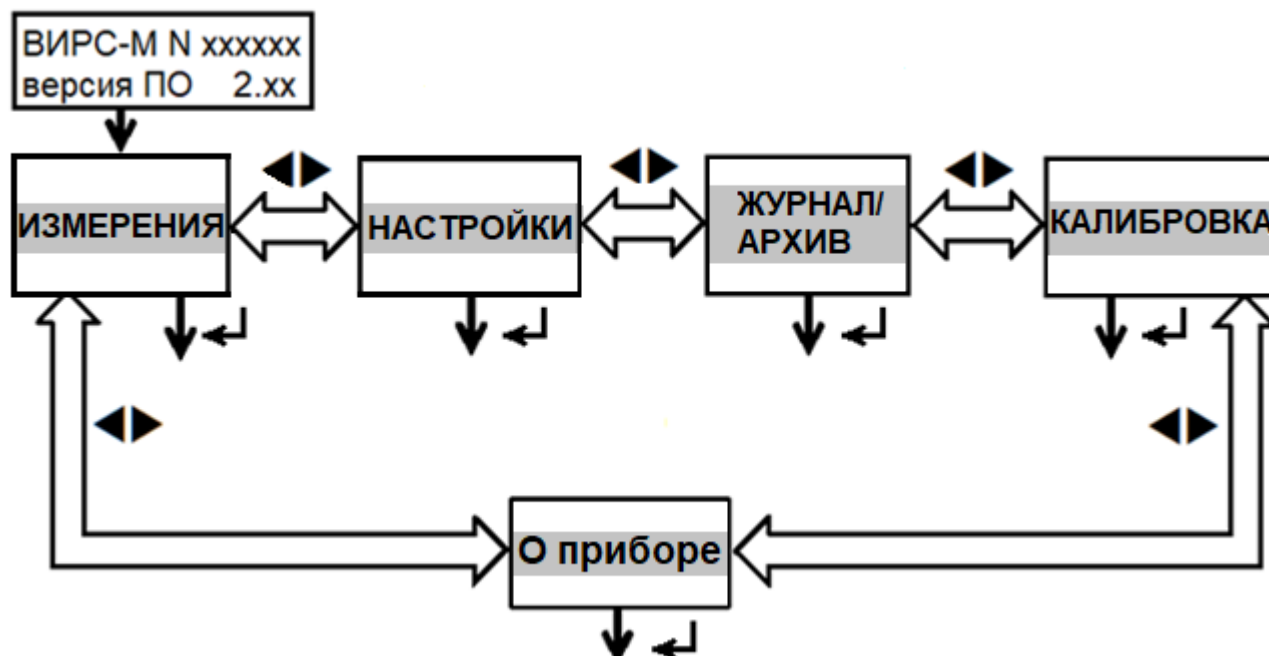 ВИРС-М N xxxxxx
версия ПО 2.xx
ИЗМЕРЕНИЯ
НАСТРОЙКИ
ЖУРНАЛ/
АРХИВ
КАЛИБРОВКА
О приборе